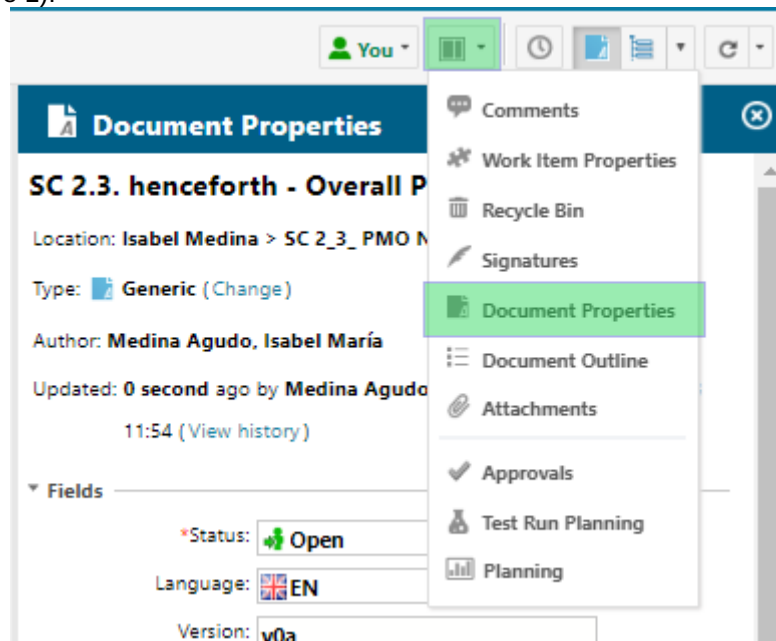 You
Document Properties
SC 2.3. henceforth - Overall P
Location: Isabel Medina > SC 2_3_ PMO N
Type: Generic (Change)
Author: Medina Agudo, Isabel María
Updated: 0 second ago by Medina Agudo
11:54 (View history)
Fields
*Status: Open
Language: EN
Version: v0a
Comments
Work Item Properties
Recycle Bin
Signatures
Document Properties
Document Outline
Attachments
Approvals
Test Run Planning
Planning